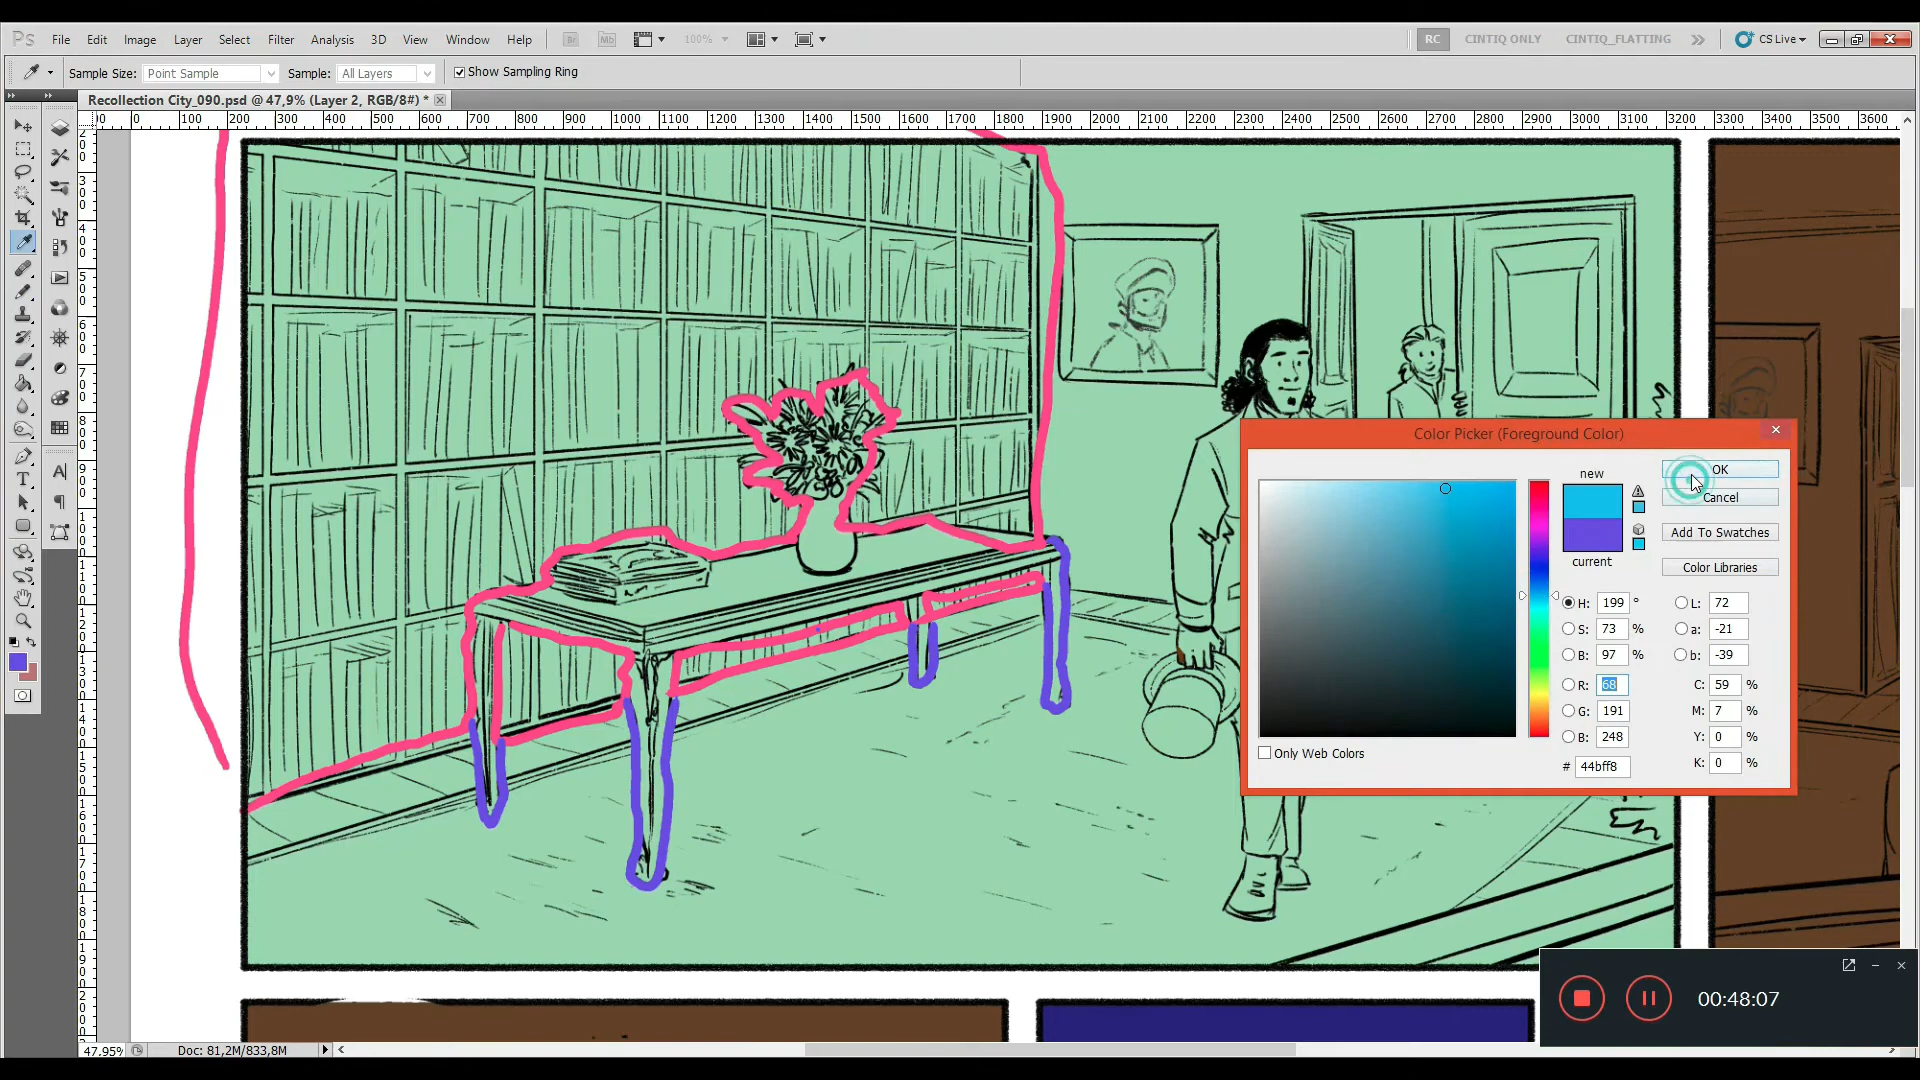 Ps File Edit Image Layer Select Filter Analysis 3D View Window Help Br Mb 100% RC CINTIQ ONLY CINTIQ_FLATTING CS Live
Sample Size: Point Sample Sample: All Layers Show Sampling Ring
Recollection City_090.psd @ 47,9% (Layer 2, RGB/8#) *
0 100 200 300 400 500 600 700 800 900 1000 1100 1200 1300 1400 1500 1600 1700 1800 1900 2000 2100 2200 2300 2400 2500 2600 2700 2800 2900 3000 3100 3200 3300 3400 3500 3600
Color Picker (Foreground Color)
new
OK
Cancel
Add To Swatches
current
Color Libraries
H: 199 °
L: 72
S: 73 %
a: -21
B: 97 %
b: -39
R: 68
C: 59 %
G: 191
M: 7 %
B: 248
Y: 0 %
# 44bff8
K: 0 %
Only Web Colors
00:48:07
47,95%
Doc: 81,2M/833,8M